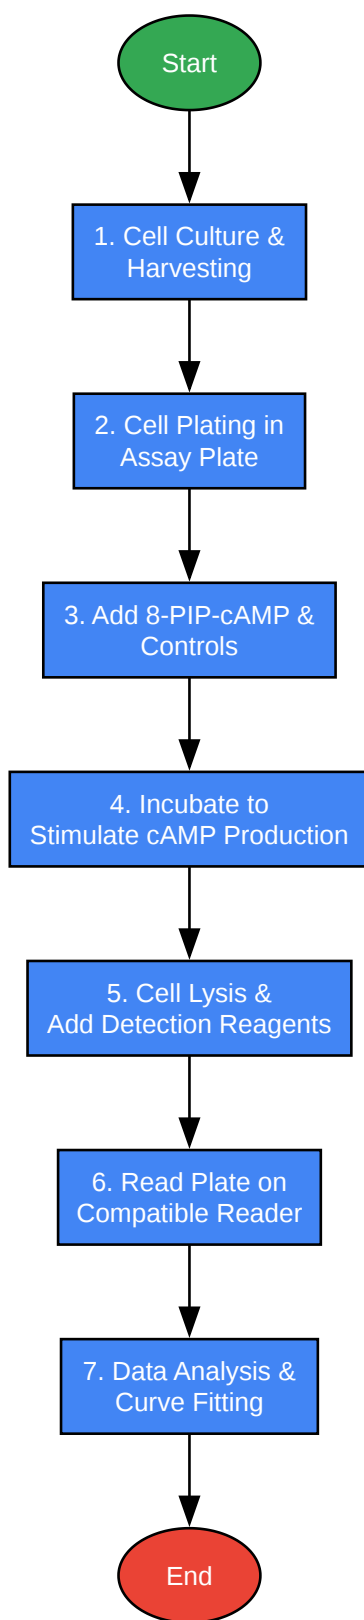 Start
1. Cell Culture &
Harvesting
2. Cell Plating in
Assay Plate
3. Add 8-PIP-cAMP &
Controls
4. Incubate to
Stimulate cAMP Production
5. Cell Lysis &
Add Detection Reagents
6. Read Plate on
Compatible Reader
7. Data Analysis &
Curve Fitting
End